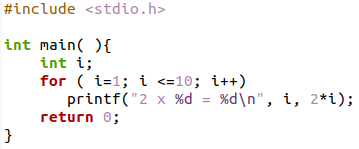 #include <stdio.h>
int main( ){
    int i;
    for ( i=1; i <=10; i++)
       printf("2 x %d = %d\n", i, 2*i);
    return 0;
}